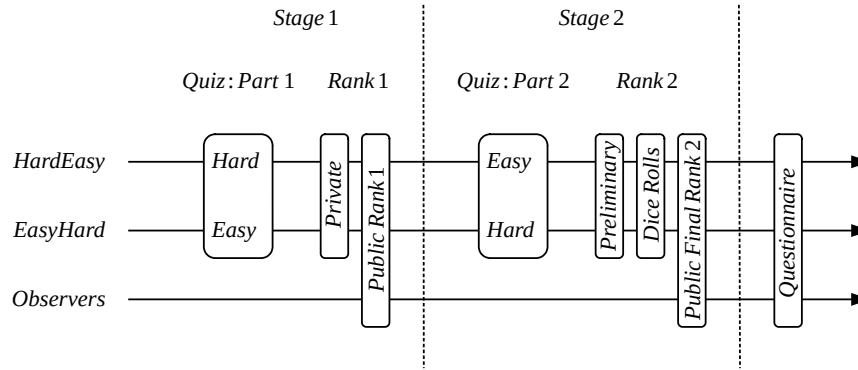 Stage 1
Stage 2
Quiz: Part 1
Rank 1
Quiz: Part 2
Rank 2
HardEasy
Hard
Easy
EasyHard
Easy
Hard
Observers
Private
Public Rank 1
Preliminary
Dice Rolls
Public Final Rank 2
Questionnaire